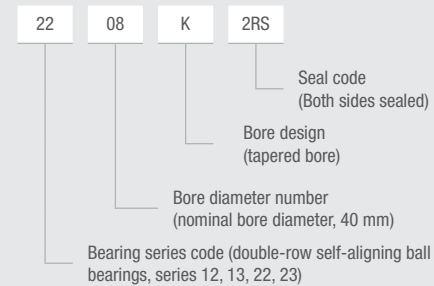 22 08 K 2RS
Seal code
(Both sides sealed)
Bore design
(tapered bore)
Bore diameter number
(nominal bore diameter, 40 mm)
Bearing series code (double-row self-aligning ball
bearings, series 12, 13, 22, 23)